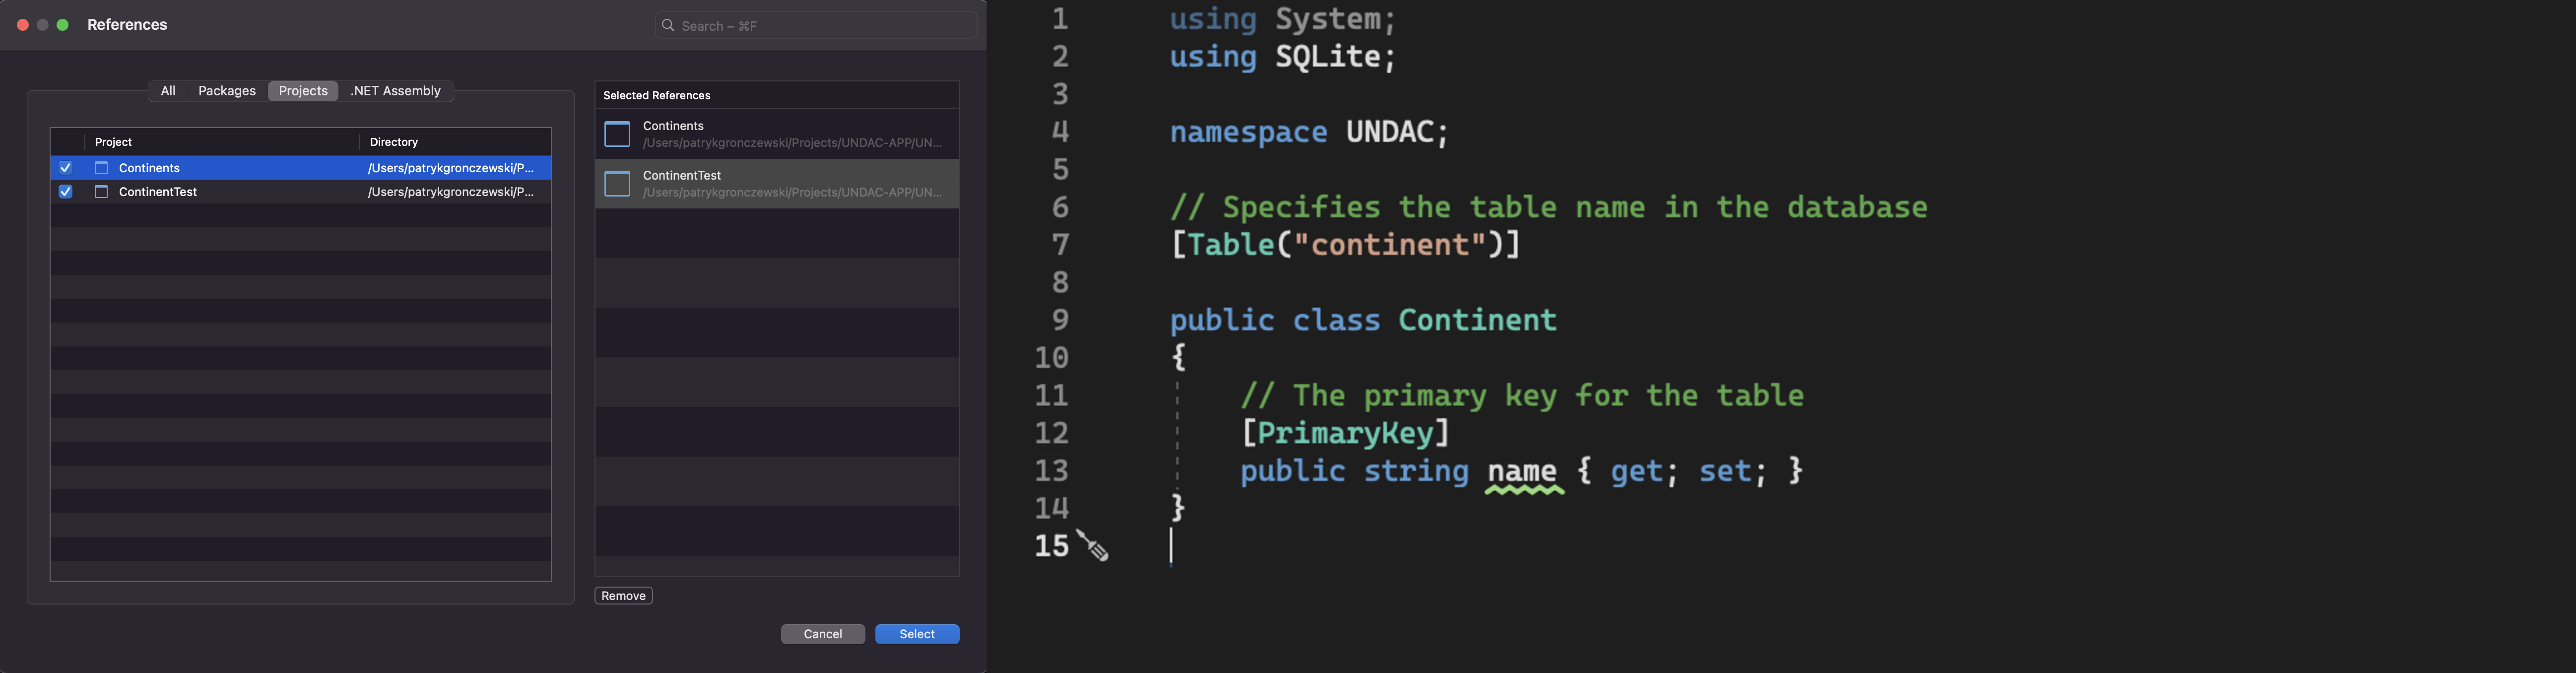 References
Search – ⌘F
All Packages Projects .NET Assembly
Project Directory
Continents /Users/patrykgronczewski/P...
ContinentTest /Users/patrykgronczewski/P...
Selected References
Continents
/Users/patrykgronczewski/Projects/UNDAC-APP/UN...
ContinentTest
/Users/patrykgronczewski/Projects/UNDAC-APP/UN...
Remove
Cancel Select
1 using System;
2 using SQLite;
3
4 namespace UNDAC;
5
6 // Specifies the table name in the database
7 [Table("continent")]
8
9 public class Continent
10 {
11 // The primary key for the table
12 [PrimaryKey]
13 public string name { get; set; }
14 }
15